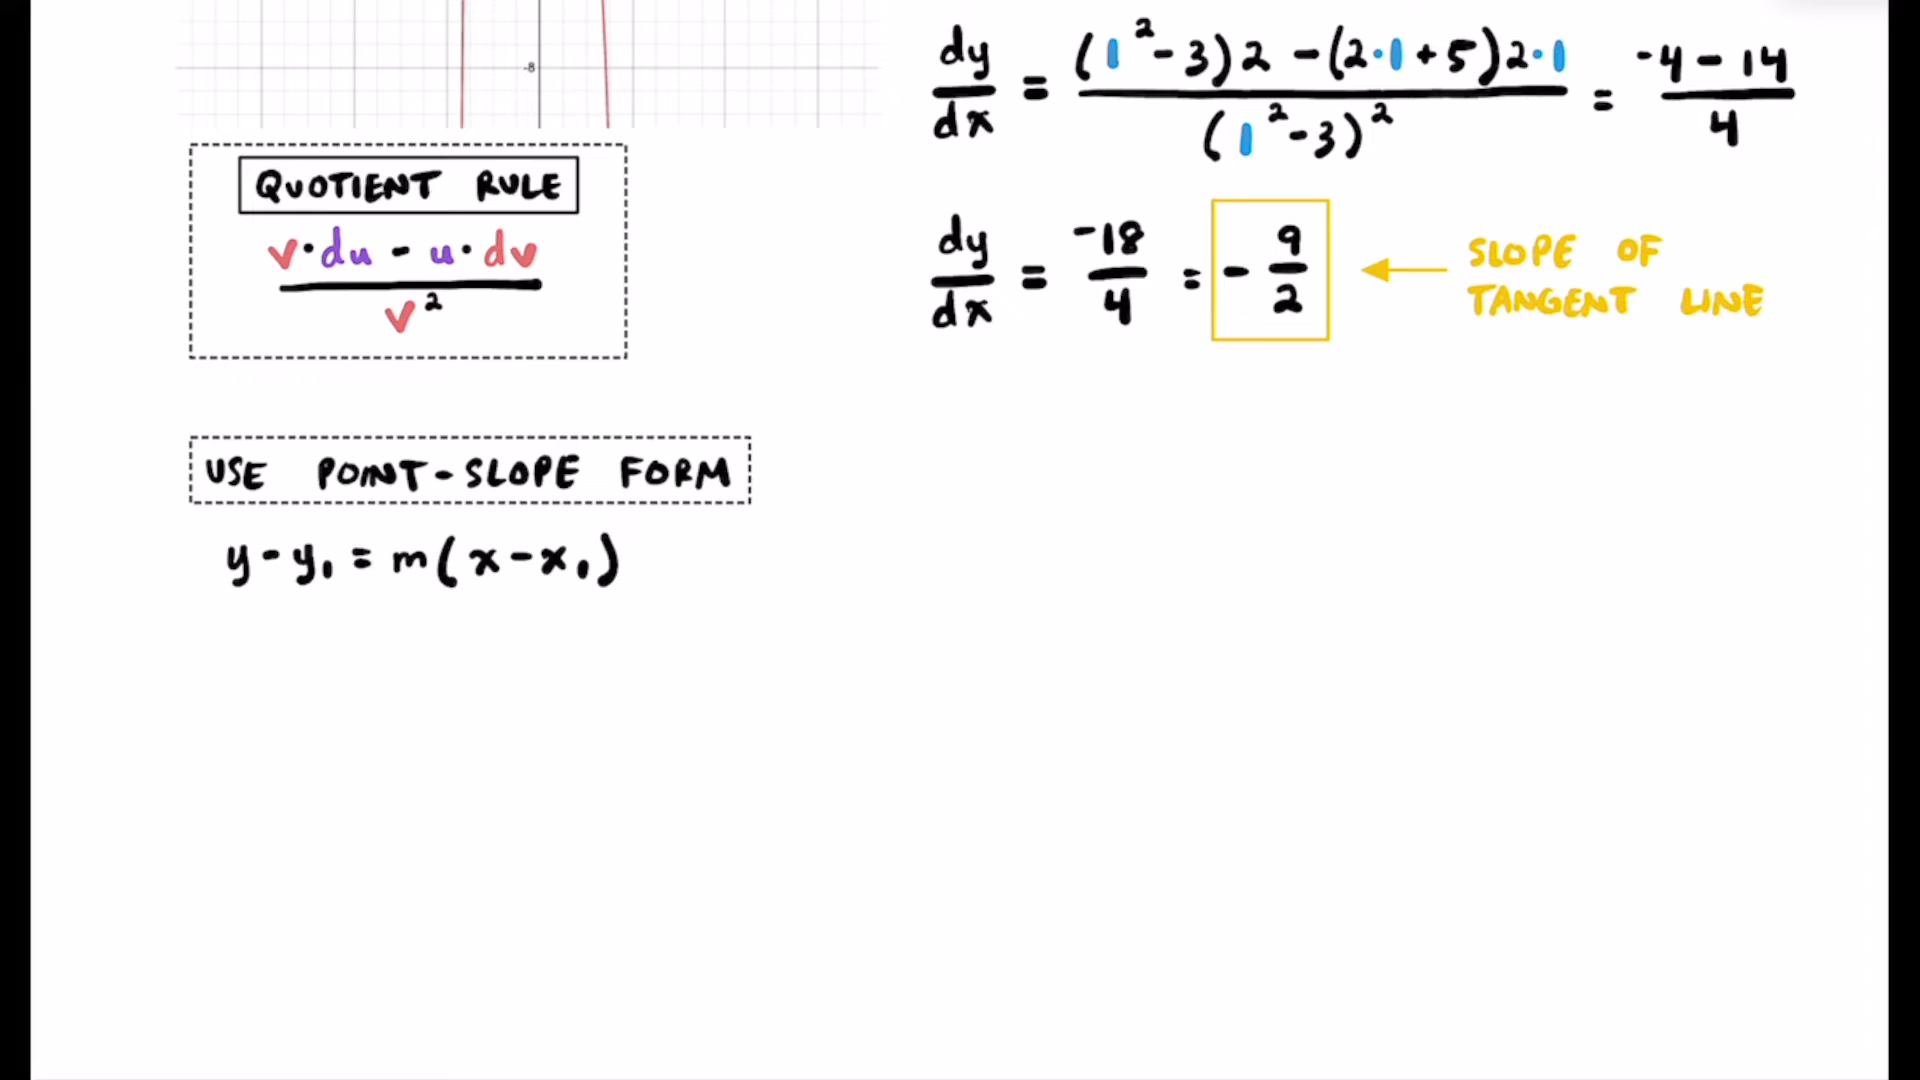 -8
QUOTIENT RULE
v·du - u·dv
v²
USE POINT-SLOPE FORM
y-y₁ = m(x-x₁)
dy/dx = (1²-3)2 -(2·1+5)2·1 / (1²-3)² = -4-14 / 4
dy/dx = -18/4 = -9/2
SLOPE OF
TANGENT LINE